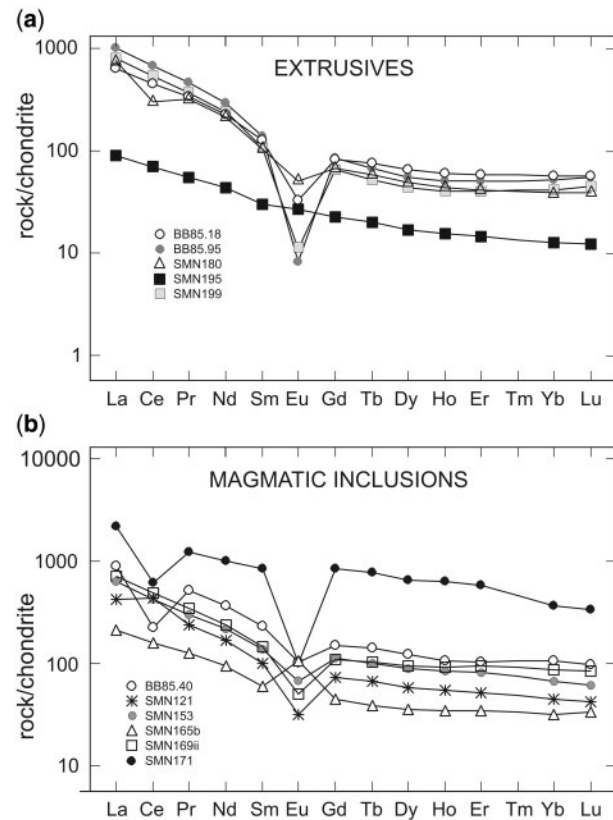 (a)
1000
EXTRUSIVES
100
rock/chondrite
10
BB85.18
BB85.95
SMN180
SMN195
SMN199
1
La Ce Pr Nd Sm Eu Gd Tb Dy Ho Er Tm Yb Lu
(b)
10000
MAGMATIC INCLUSIONS
1000
rock/chondrite
100
BB85.40
SMN121
SMN153
SMN165b
SMN169ii
SMN171
10
La Ce Pr Nd Sm Eu Gd Tb Dy Ho Er Tm Yb Lu